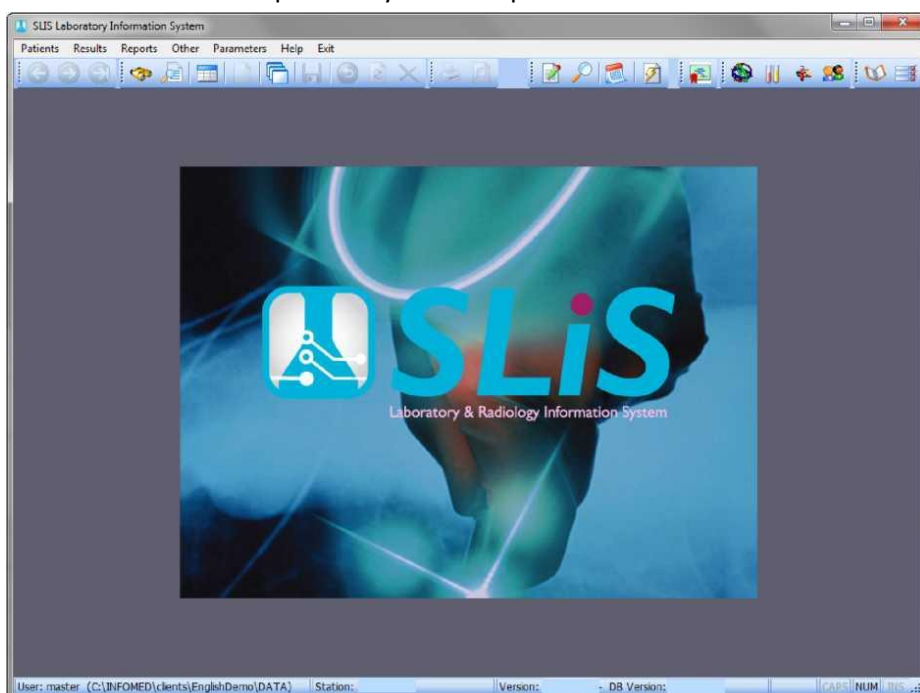 SLIS Laboratory Information System
Patients Results Reports Other Parameters Help Exit
SLiS
Laboratory & Radiology Information System
User: master (C:\INFOMED\clients\EnglishDemo\DATA) Station: Version: - DB Version: CAPS NUM INS